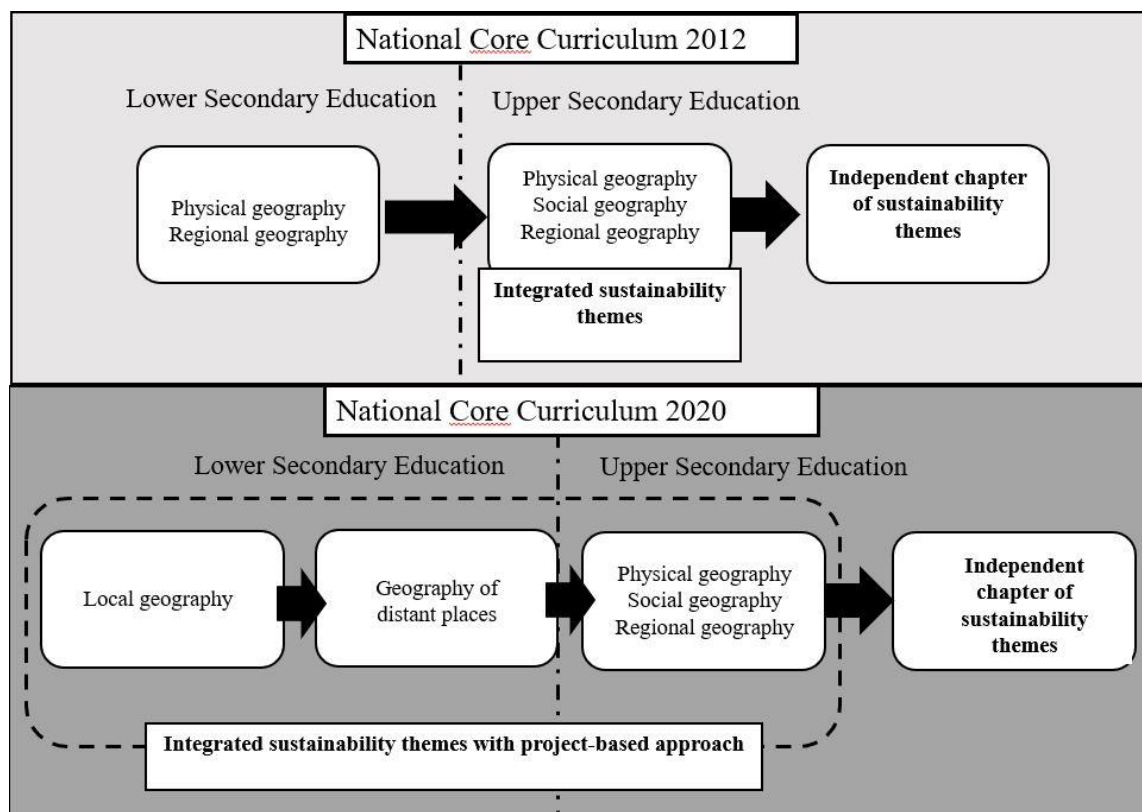 National Core Curriculum 2012
Lower Secondary Education
Upper Secondary Education
Physical geography
Regional geography
Physical geography
Social geography
Regional geography
Integrated sustainability
themes
Independent chapter
of sustainability
themes
National Core Curriculum 2020
Lower Secondary Education
Upper Secondary Education
Local geography
Geography of
distant places
Physical geography
Social geography
Regional geography
Independent
chapter of
sustainability
themes
Integrated sustainability themes with project-based approach